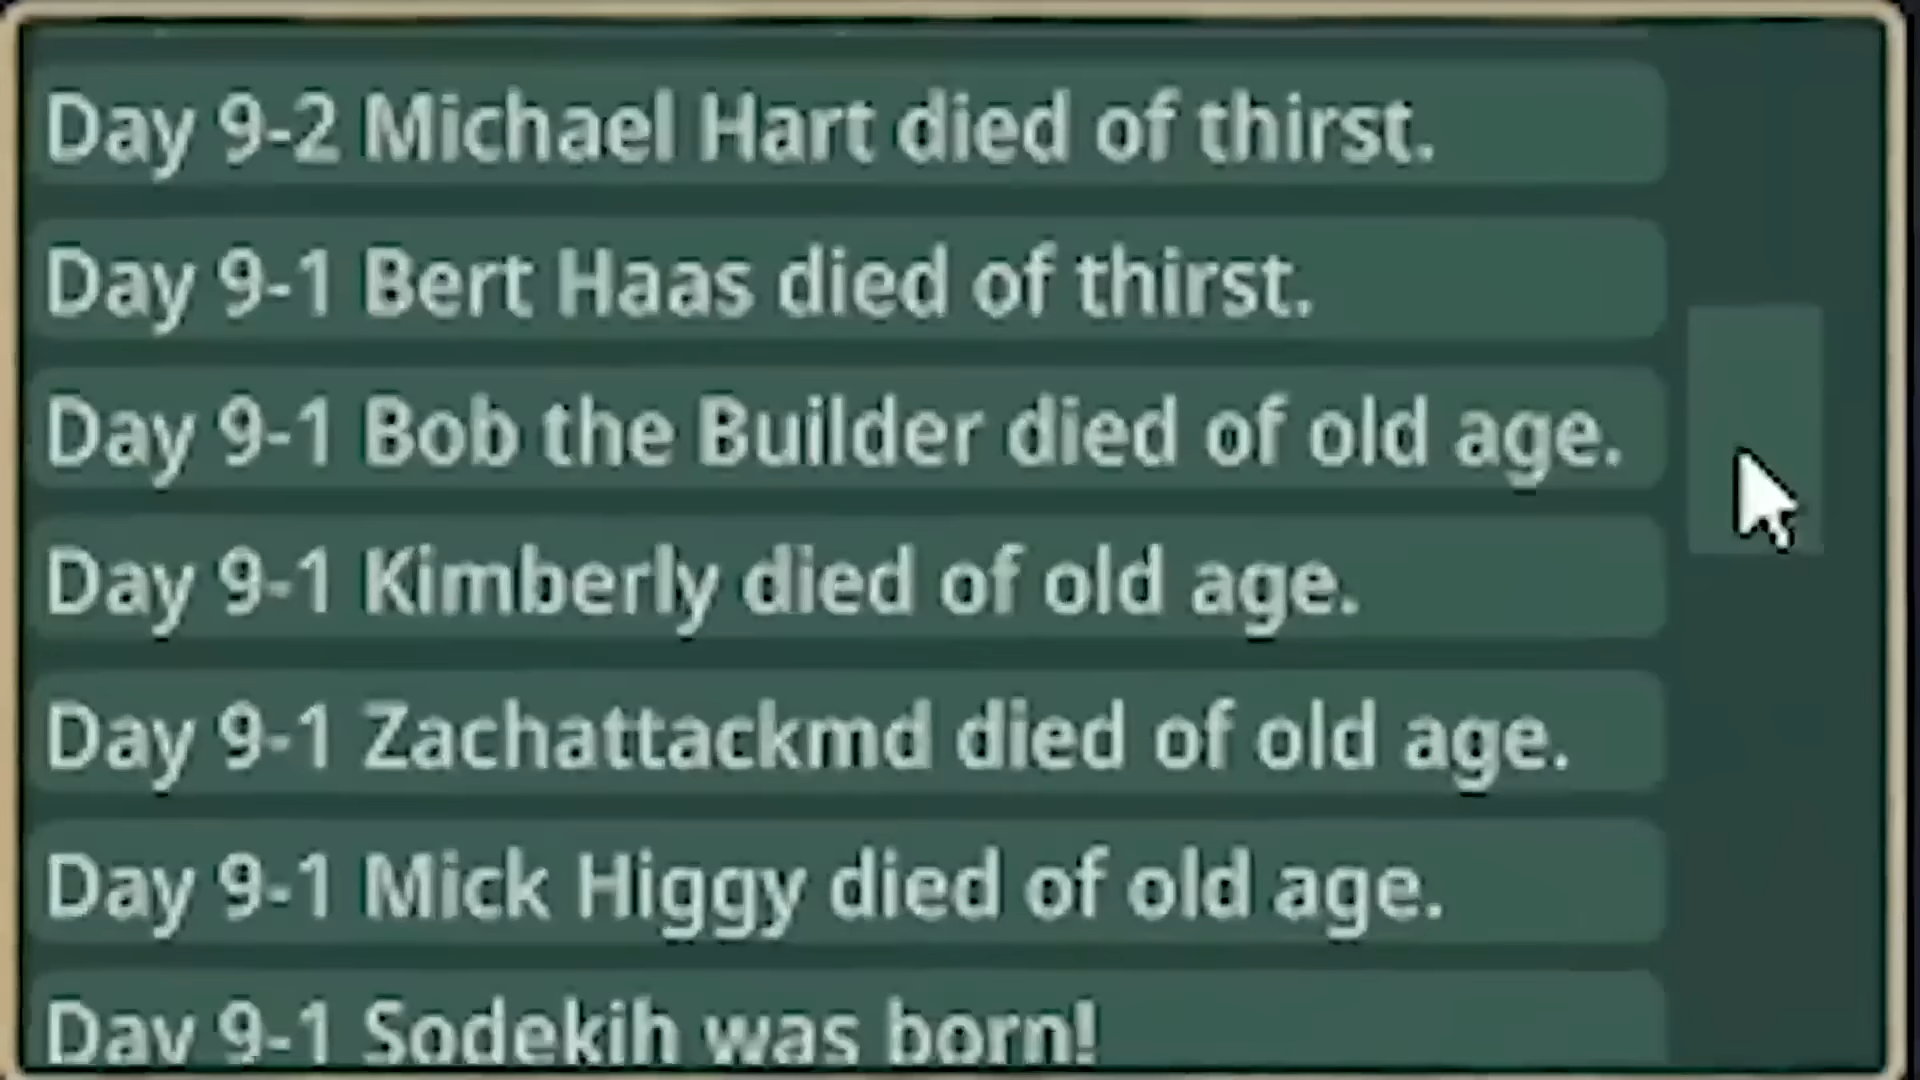 Day 9-2 Michael Hart died of thirst.
Day 9-1 Bert Haas died of thirst.
Day 9-1 Bob the Builder died of old age.
Day 9-1 Kimberly died of old age.
Day 9-1 Zachattackmd died of old age.
Day 9-1 Mick Higgy died of old age.
Day 9-1 Sodekih was born!